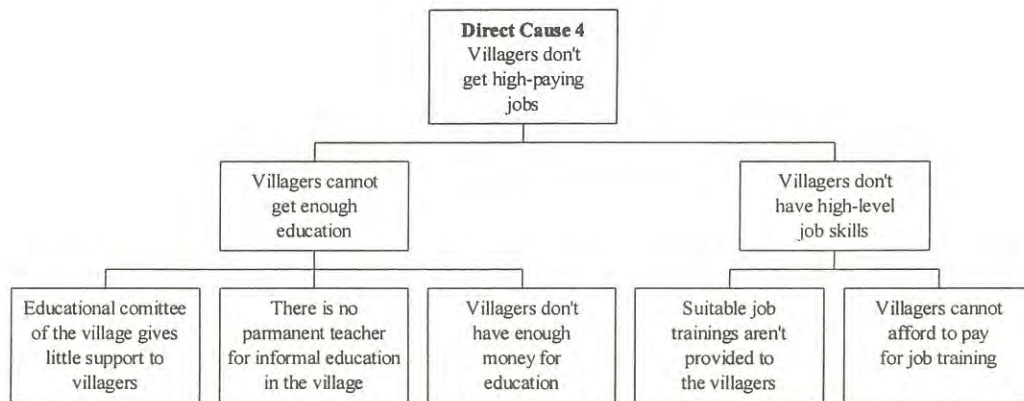 Direct Cause 4
Villagers don't
get high-paying
jobs
Villagers cannot
get enough
education
Villagers don't
have high-level
job skills
Educational comittee
of the village gives
little support to
villagers
There is no
parmanent teacher
for informal education
in the village
Villagers don't
have enough
money for
education
Suitable job
trainings aren't
provided to
the villagers
Villagers cannot
afford to pay
for job training